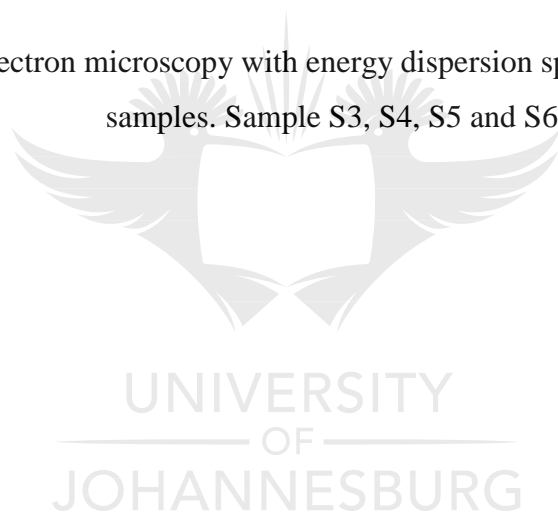 ectron microscopy with energy dispersion sp
samples. Sample S3, S4, S5 and S6
UNIVERSITY
OF
JOHANNESBURG